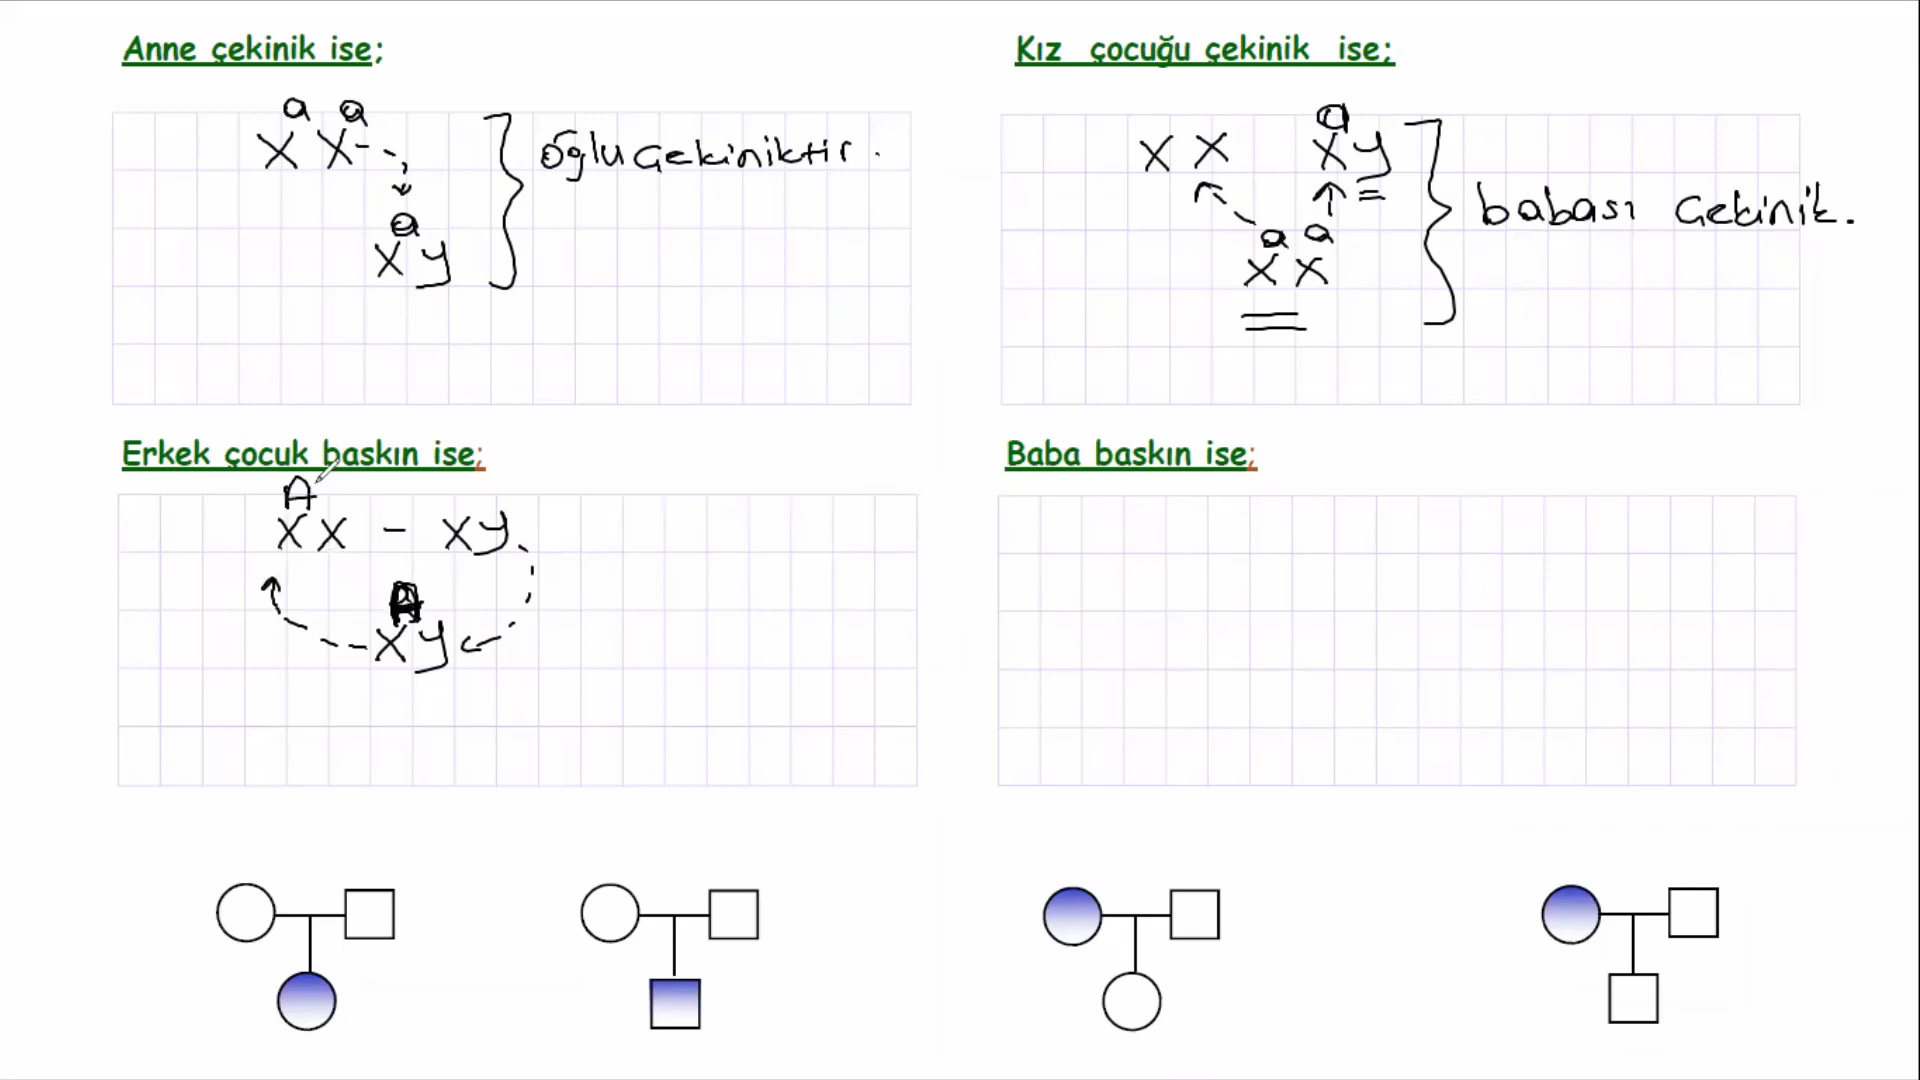 Anne çekinik ise;
a a
X X
a
X y
oğlu çekiniktir.
Kız çocuğu çekinik ise;
a
X X X y
a a
X X
babası çekinik.
Erkek çocuk baskın ise;
A
X X - X y
A
X y
Baba baskın ise;